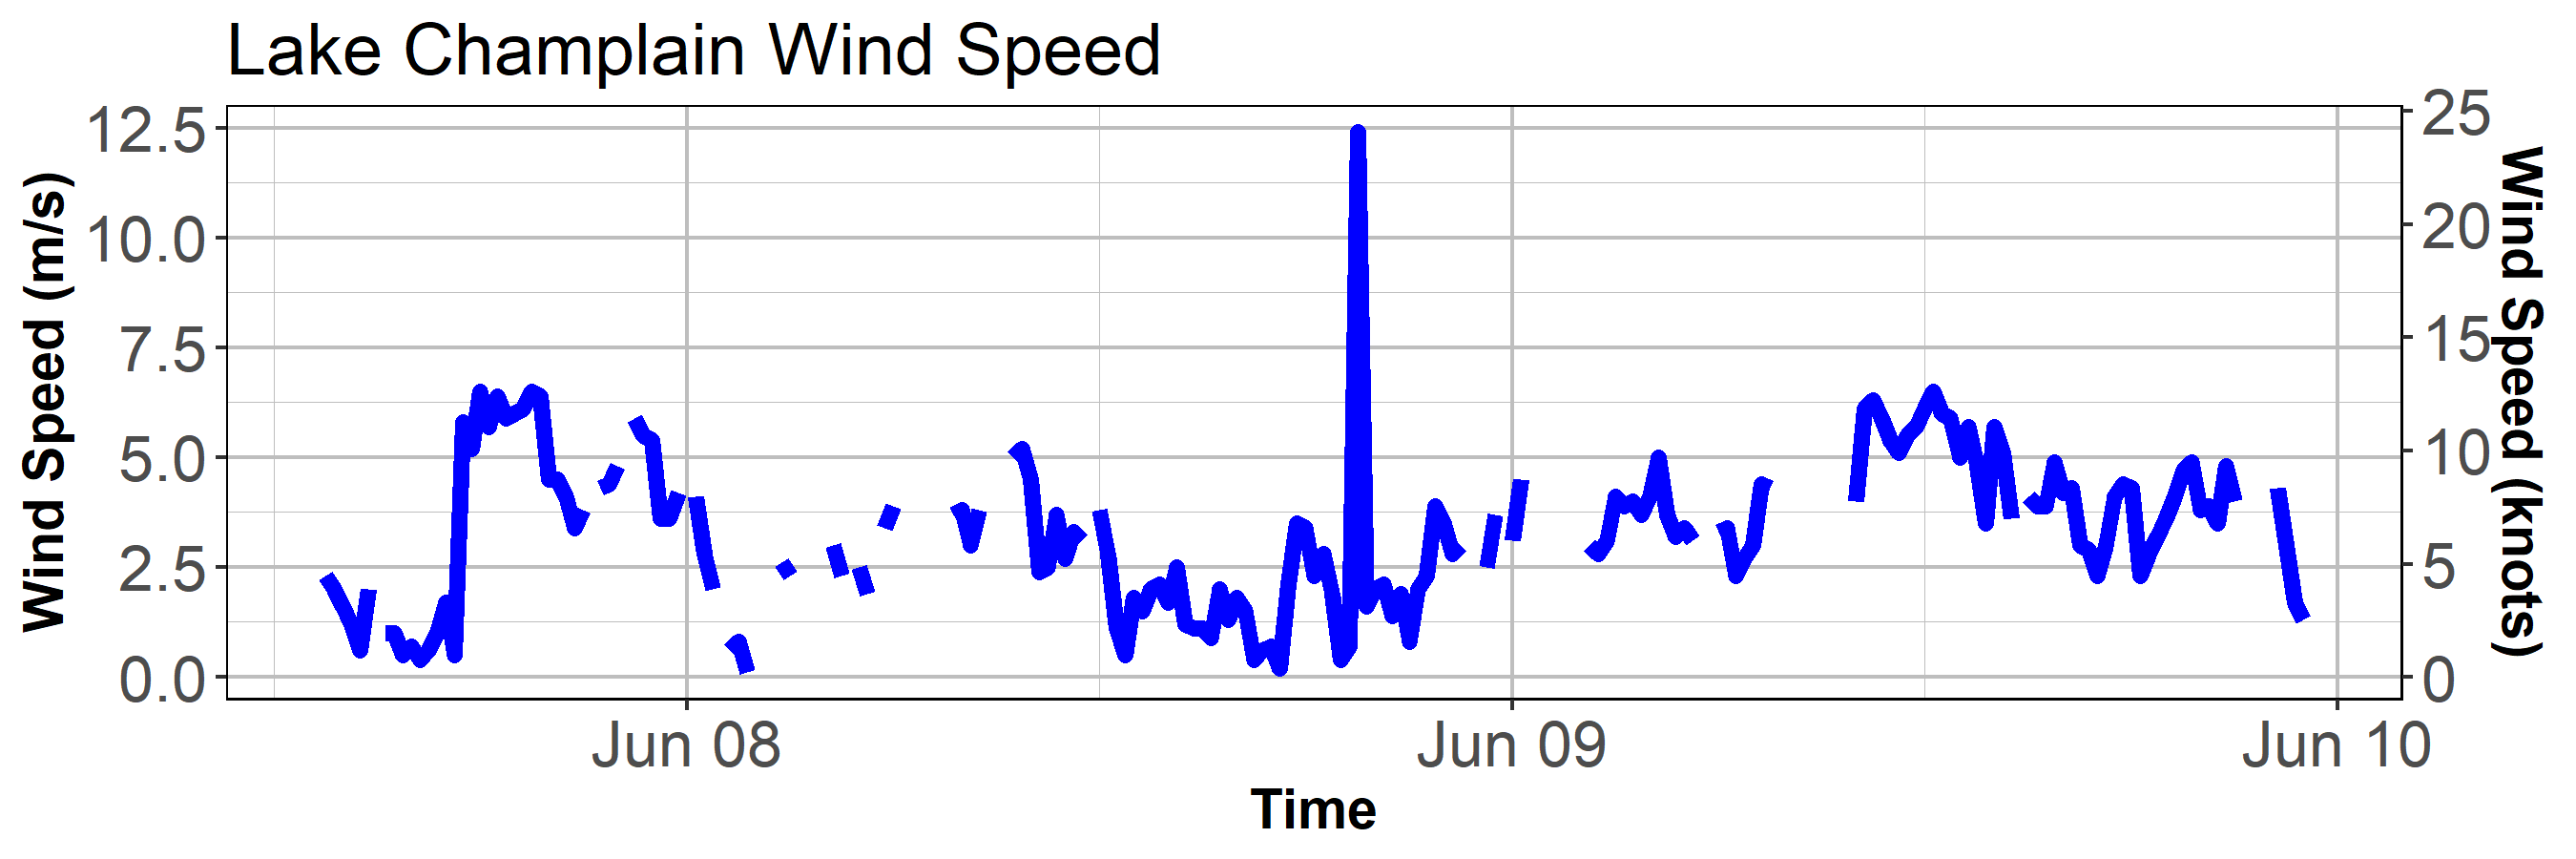 Lake Champlain Wind Speed
Wind Speed (m/s)
12.5
10.0
7.5
5.0
2.5
0.0
25
20
15
10
5
0
Wind Speed (knots)
Jun 08
Jun 09
Jun 10
Time